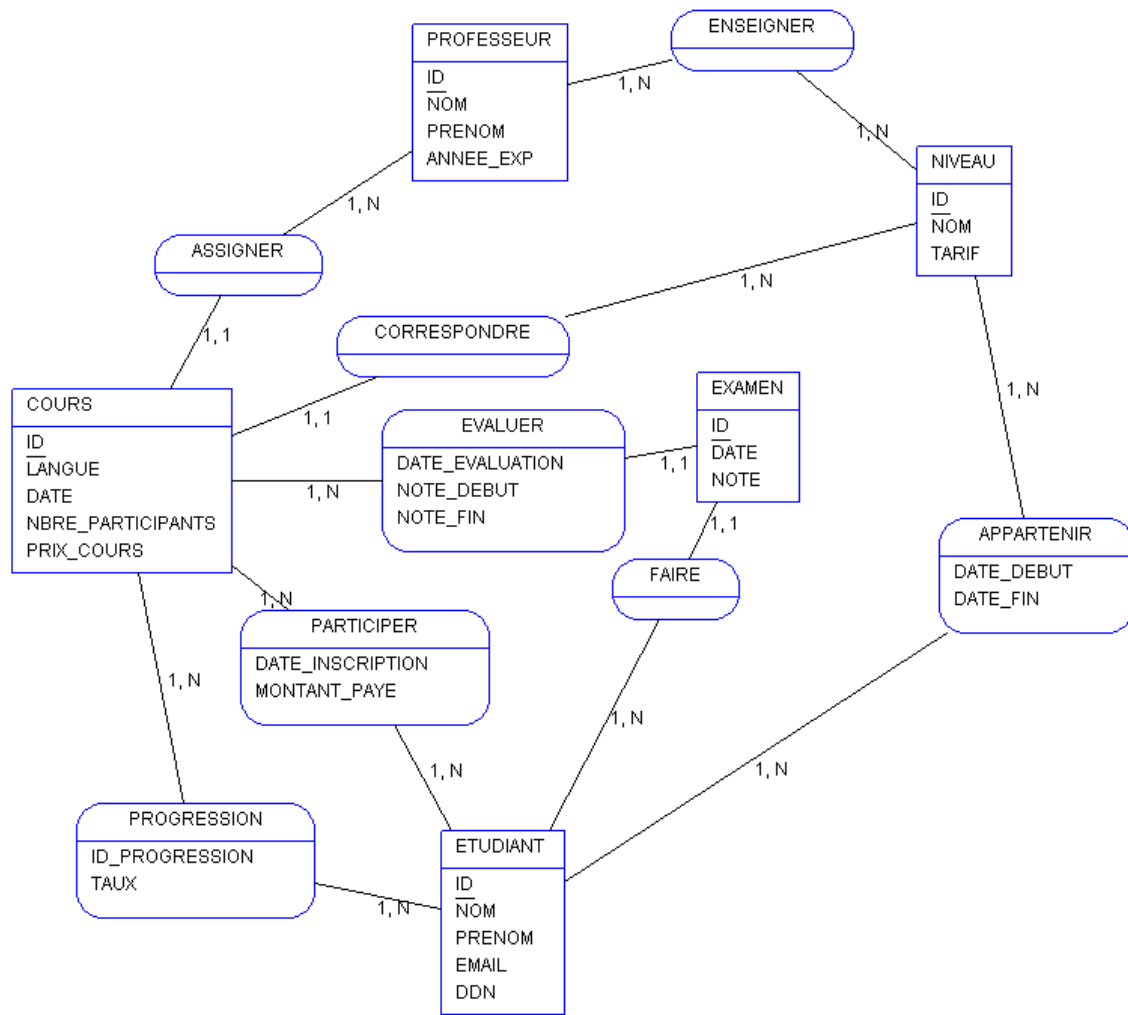 PROFESSEUR
ID
NOM
PRENOM
ANNEE_EXP
ENSEIGNER
1, N
1, N
NIVEAU
ID
NOM
TARIF
1, N
ASSIGNER
1, 1
CORRESPONDRE
1, N
1, 1
COURS
ID
LANGUE
DATE
NBRE_PARTICIPANTS
PRIX_COURS
EVALUER
DATE_EVALUATION
NOTE_DEBUT
NOTE_FIN
1, N
1, 1
EXAMEN
ID
DATE
NOTE
1, N
1, 1
FAIRE
APPARTENIR
DATE_DEBUT
DATE_FIN
1, N
PARTICIPER
DATE_INSCRIPTION
MONTANT_PAYE
1, N
1, N
1, N
1, N
PROGRESSION
ID_PROGRESSION
TAUX
1, N
ETUDIANT
ID
NOM
PRENOM
EMAIL
DDN